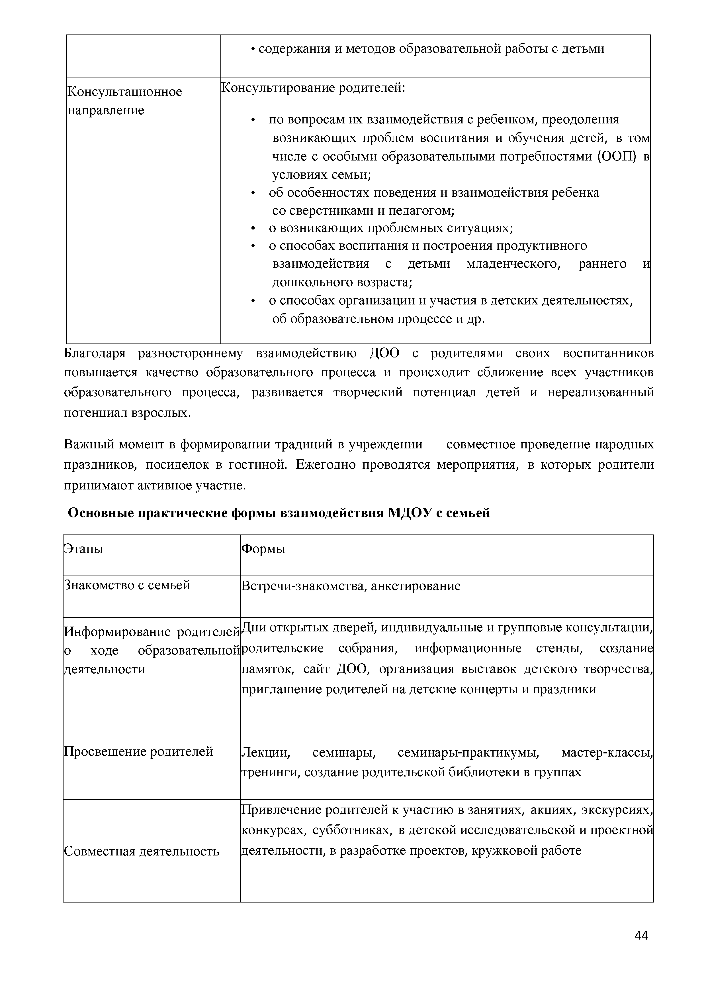 • содержания и методов образовательной работы с детьми
Консультационное
направление
Консультирование родителей:
• по вопросам их взаимодействия с ребенком, преодоления
возникающих проблем воспитания и обучения детей, в том
числе с особыми образовательными потребностями (ООП) в
условиях семьи;
• об особенностях поведения и взаимодействия ребенка
со сверстниками и педагогом;
• о возникающих проблемных ситуациях;
• о способах воспитания и построения продуктивного
взаимодействия с детьми младенческого, раннего и
дошкольного возраста;
• о способах организации и участия в детских деятельностях,
об образовательном процессе и др.
Благодаря разностороннему взаимодействию ДОО с родителями своих воспитанников
повышается качество образовательного процесса и происходит сближение всех участников
образовательного процесса, развивается творческий потенциал детей и нереализованный
потенциал взрослых.
Важный момент в формировании традиций в учреждении — совместное проведение народных
праздников, посиделок в гостиной. Ежегодно проводятся мероприятия, в которых родители
принимают активное участие.
Основные практические формы взаимодействия МДОУ с семьей
Этапы
Формы
Знакомство с семьей
Встречи-знакомства, анкетирование
Информирование родителей
о ходе образовательной
деятельности
Дни открытых дверей, индивидуальные и групповые консультации,
родительские собрания, информационные стенды, создание
памяток, сайт ДОО, организация выставок детского творчества,
приглашение родителей на детские концерты и праздники
Просвещение родителей
Лекции, семинары, семинары-практикумы, мастер-классы,
тренинги, создание родительской библиотеки в группах
Совместная деятельность
Привлечение родителей к участию в занятиях, акциях, экскурсиях,
конкурсах, субботниках, в детской исследовательской и проектной
деятельности, в разработке проектов, кружковой работе
44